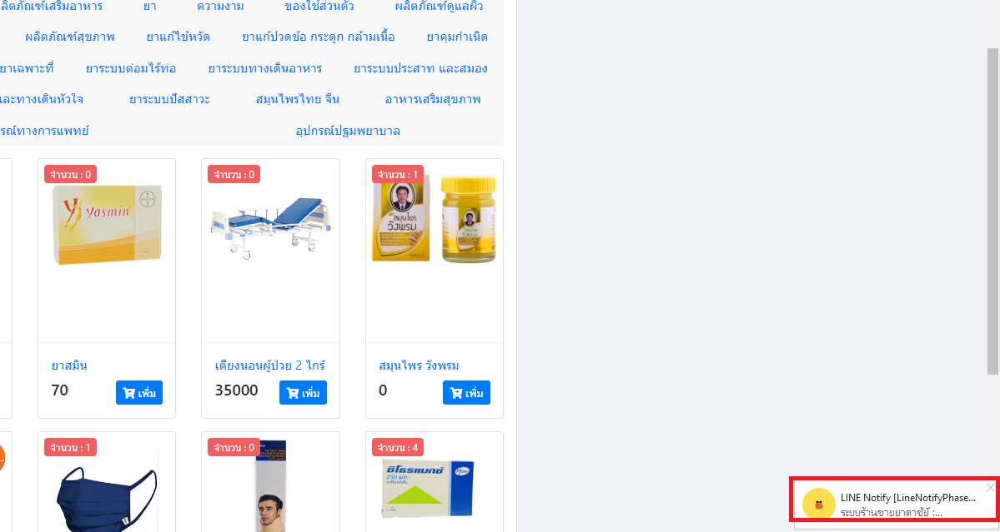 ลิตภัณฑ์เสริมอาหาร ยา ความงาม ของใช้ส่วนตัว ผลิตภัณฑ์ดูแลผิว
ผลิตภัณฑ์สุขภาพ ยาแก้ไข้หวัด ยาแก้ปวดข้อ กระดูก กล้ามเนื้อ ยาคุมกำเนิด
ยาเฉพาะที่ ยาระบบต่อมไร้ท่อ ยาระบบทางเดินอาหาร ยาระบบประสาท และสมอง
และทางเดินหัวใจ ยาระบบปัสสาวะ สมุนไพรไทย จีน อาหารเสริมสุขภาพ
รณ์ทางการแพทย์ อุปกรณ์ปฐมพยาบาล
จำนวน : 0 จำนวน : 0 จำนวน : 1
yasmin
BAYER
สมุนไพร
วังพรม
ยาสมิน เตียงนอนผู้ป่วย 2 ไกร์ สมุนไพร วังพรม
70 เพิ่ม 35000 เพิ่ม 0 เพิ่ม
จำนวน : 1 จำนวน : 0 จำนวน : 4
ซิโธรแมกซ์
250 มก.
Pfizer
LINE Notify [LineNotifyPhase...
ระบบร้านขายยาดาชัย :...